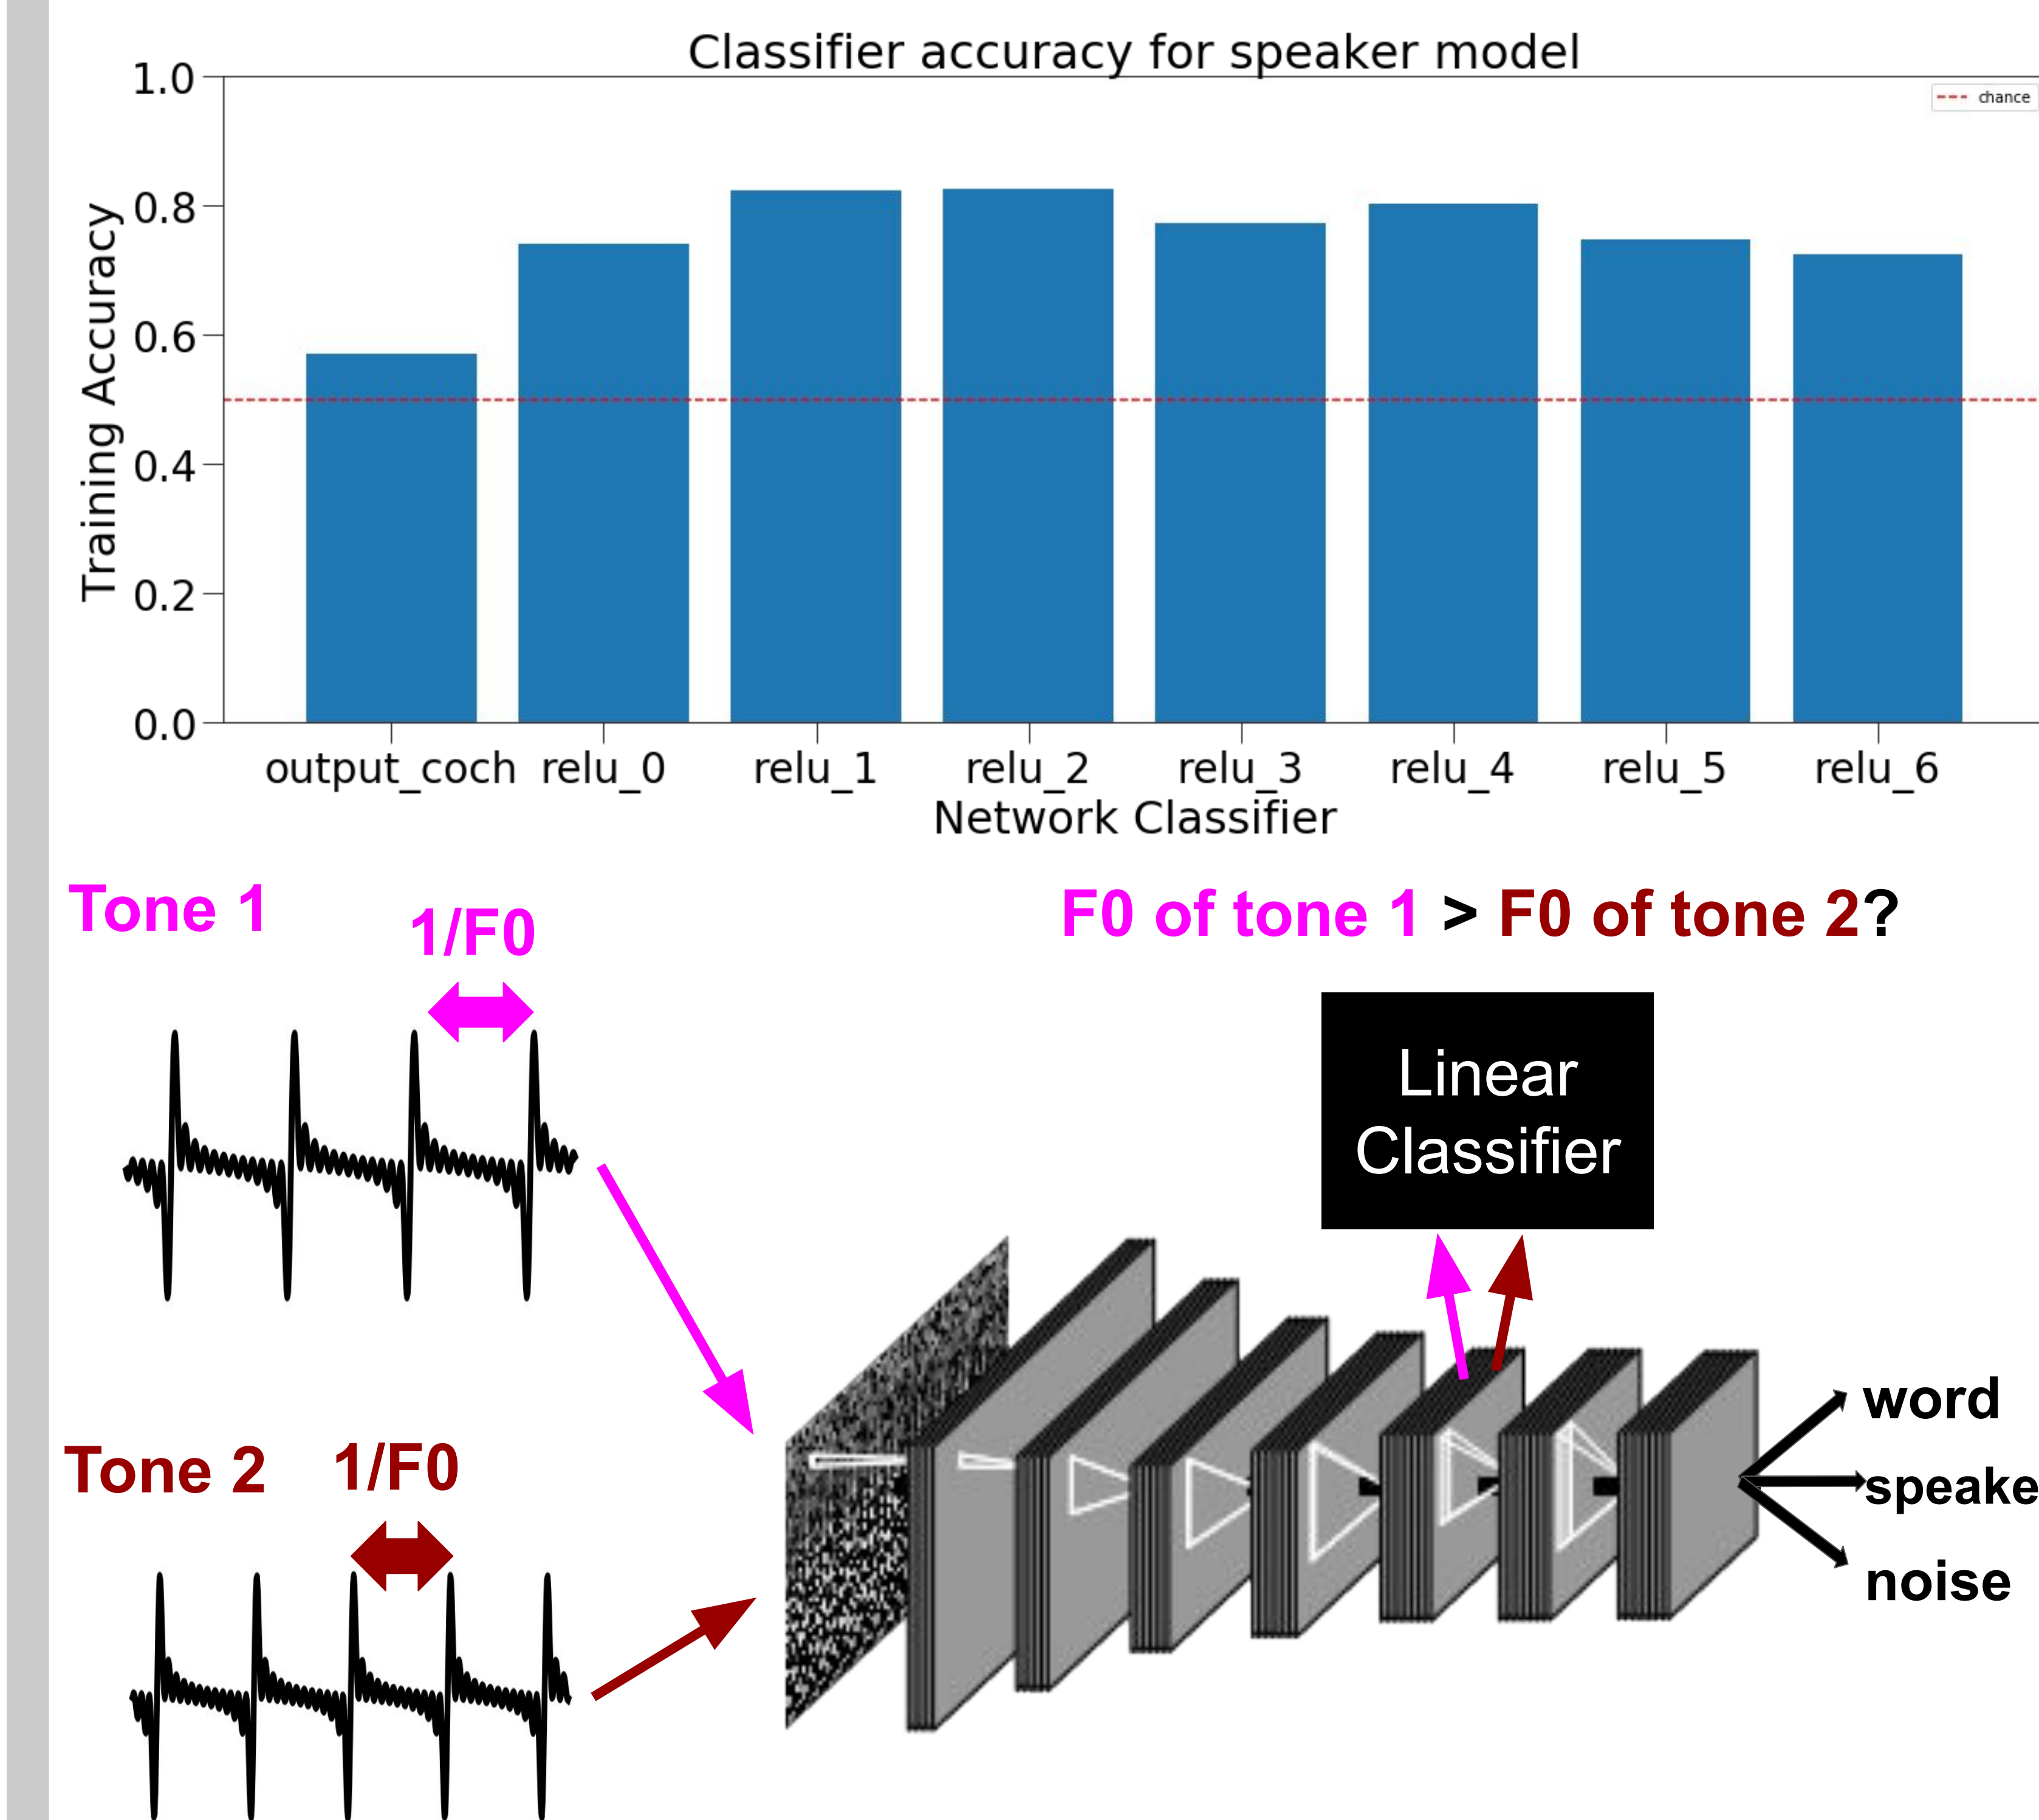 Classifier accuracy for speaker model
chance
Training Accuracy
1.0
0.8
0.6
0.4
0.2
0.0
output_coch relu_0 relu_1 relu_2 relu_3 relu_4 relu_5 relu_6
Network Classifier
Tone 1
1/F0
F0 of tone 1 > F0 of tone 2?
Linear
Classifier
Tone 2
1/F0
word
speake
noise